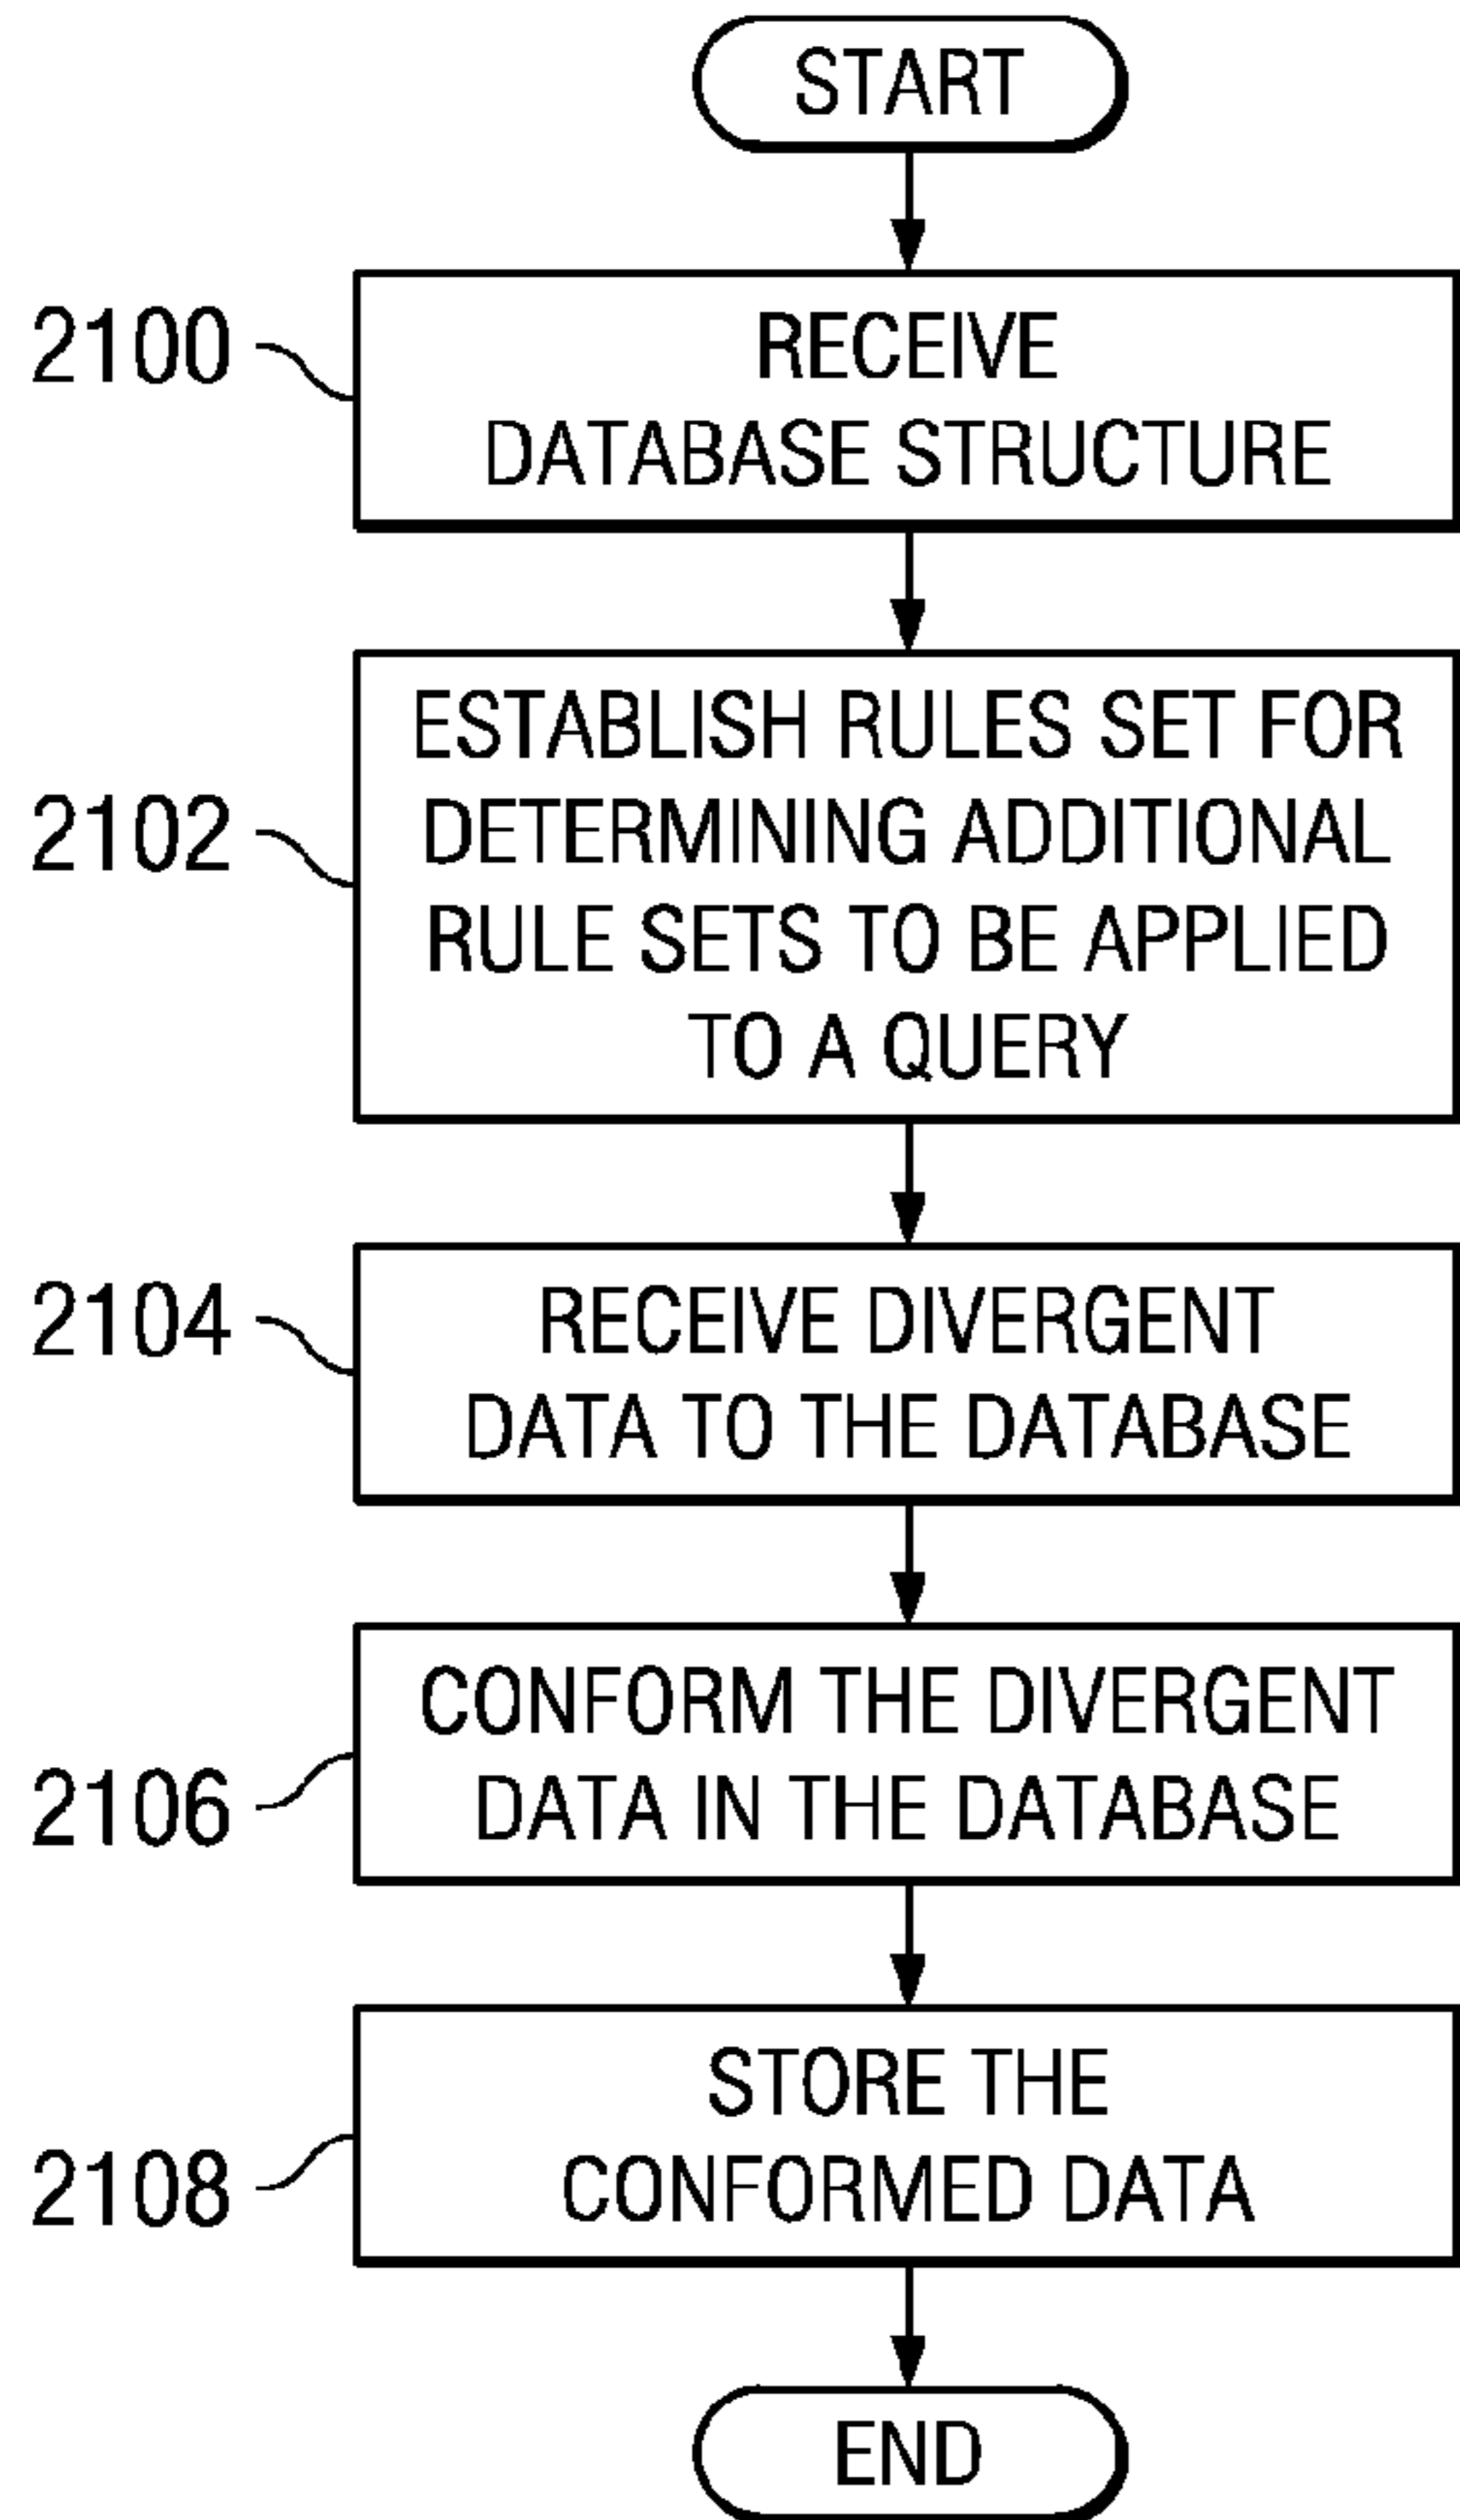 START
2100
RECEIVE
DATABASE STRUCTURE
2102
ESTABLISH RULES SET FOR
DETERMINING ADDITIONAL
RULE SETS TO BE APPLIED
TO A QUERY
2104
RECEIVE DIVERGENT
DATA TO THE DATABASE
2106
CONFORM THE DIVERGENT
DATA IN THE DATABASE
2108
STORE THE
CONFORMED DATA
END